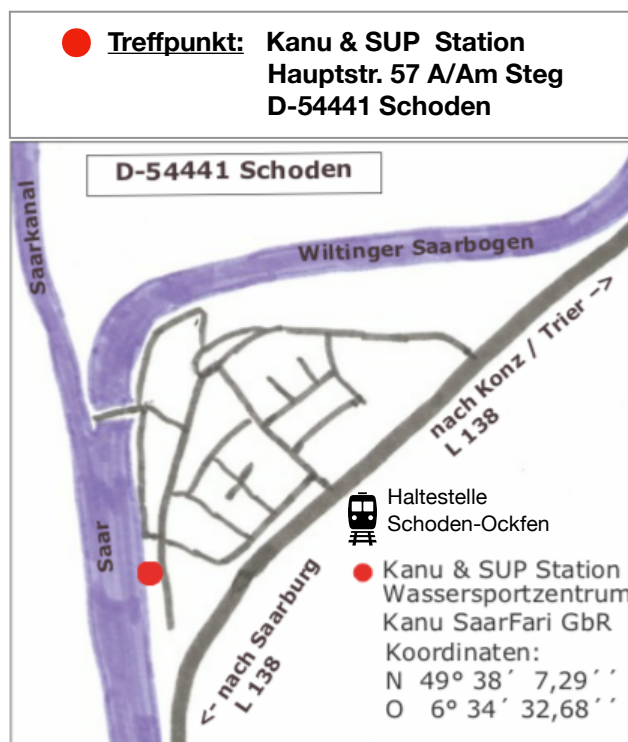 Treffpunkt: Kanu & SUP Station
Hauptstr. 57 A/Am Steg
D-54441 Schoden
D-54441 Schoden
Saarkanal
Wiltinger Saarbogen
nach Konz / Trier ->
L 138
Haltestelle
Schoden-Ockfen
Saar
<- nach Saarburg
L 138
Kanu & SUP Station
Wassersportzentrum
Kanu SaarFari GbR
Koordinaten:
N 49° 38´ 7,29´´
O 6° 34´ 32,68´´